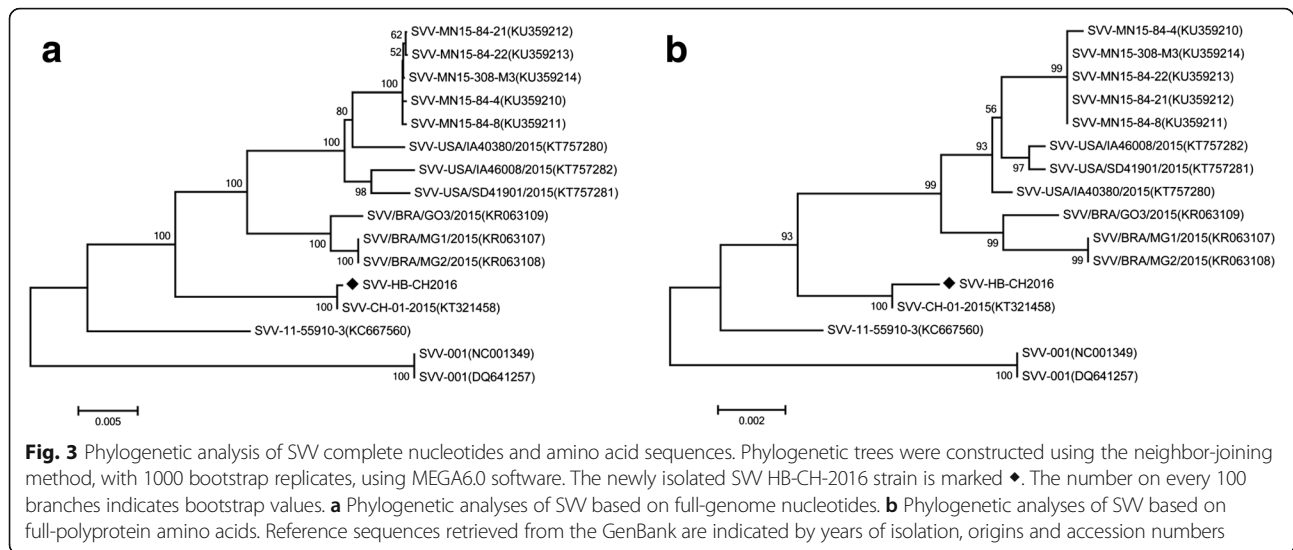 a
62
SVV-MN15-84-21(KU359212)
52
SVV-MN15-84-22(KU359213)
SVV-MN15-308-M3(KU359214)
100
SVV-MN15-84-4(KU359210)
80
SVV-MN15-84-8(KU359211)
100
SVV-USA/IA40380/2015(KT757280)
SVV-USA/IA46008/2015(KT757282)
98
SVV-USA/SD41901/2015(KT757281)
100
SVV/BRA/GO3/2015(KR063109)
100
SVV/BRA/MG1/2015(KR063107)
100
SVV/BRA/MG2/2015(KR063108)
100
◆ SVV-HB-CH2016
100
SVV-CH-01-2015(KT321458)
SVV-11-55910-3(KC667560)
SVV-001(NC001349)
100
SVV-001(DQ641257)
0.005
b
SVV-MN15-84-4(KU359210)
SVV-MN15-308-M3(KU359214)
99
SVV-MN15-84-22(KU359213)
SVV-MN15-84-21(KU359212)
56
SVV-MN15-84-8(KU359211)
93
SVV-USA/IA46008/2015(KT757282)
97
SVV-USA/SD41901/2015(KT757281)
99
SVV-USA/IA40380/2015(KT757280)
SVV/BRA/GO3/2015(KR063109)
99
SVV/BRA/MG1/2015(KR063107)
99
SVV/BRA/MG2/2015(KR063108)
93
◆ SVV-HB-CH2016
100
SVV-CH-01-2015(KT321458)
SVV-11-55910-3(KC667560)
SVV-001(NC001349)
100
SVV-001(DQ641257)
0.002
Fig. 3 Phylogenetic analysis of SVV complete nucleotides and amino acid sequences. Phylogenetic trees were constructed using the neighbor-joining
method, with 1000 bootstrap replicates, using MEGA6.0 software. The newly isolated SVV HB-CH-2016 strain is marked ◆. The number on every 100
branches indicates bootstrap values. a Phylogenetic analyses of SVV based on full-genome nucleotides. b Phylogenetic analyses of SVV based on
full-polyprotein amino acids. Reference sequences retrieved from the GenBank are indicated by years of isolation, origins and accession numbers